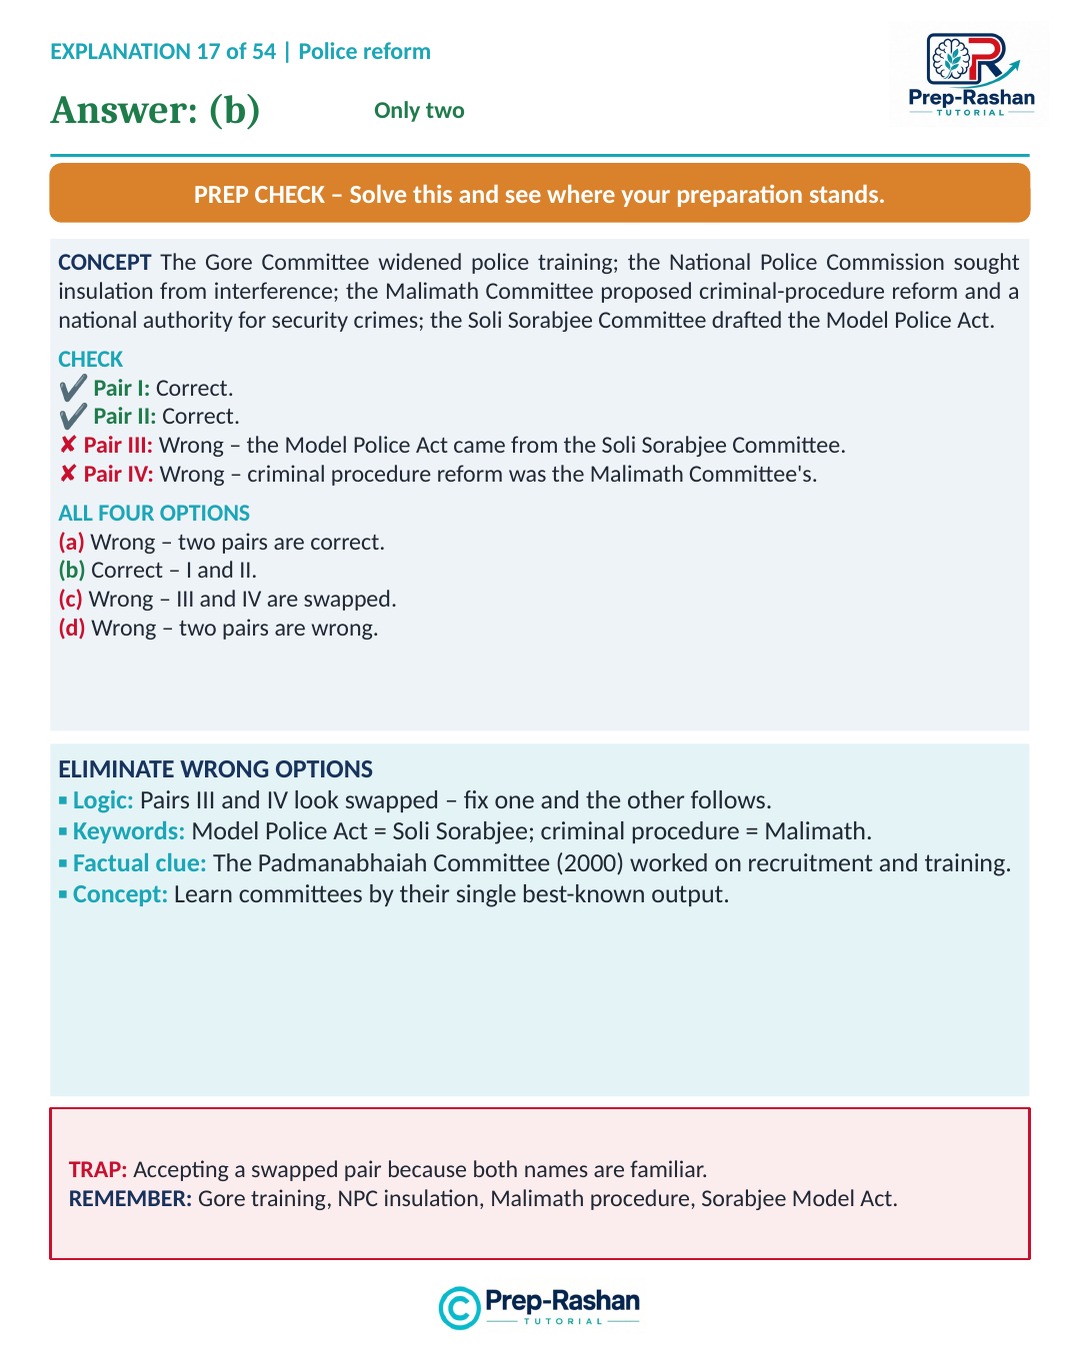 EXPLANATION 17 of 54 | Police reform
Prep-Rashan
TUTORIAL
Answer: (b) Only two
PREP CHECK – Solve this and see where your preparation stands.
CONCEPT The Gore Committee widened police training; the National Police Commission sought
insulation from interference; the Malimath Committee proposed criminal-procedure reform and a
national authority for security crimes; the Soli Sorabjee Committee drafted the Model Police Act.
CHECK
✔ Pair I: Correct.
✔ Pair II: Correct.
✘ Pair III: Wrong – the Model Police Act came from the Soli Sorabjee Committee.
✘ Pair IV: Wrong – criminal procedure reform was the Malimath Committee's.
ALL FOUR OPTIONS
(a) Wrong – two pairs are correct.
(b) Correct – I and II.
(c) Wrong – III and IV are swapped.
(d) Wrong – two pairs are wrong.
ELIMINATE WRONG OPTIONS
▪ Logic: Pairs III and IV look swapped – fix one and the other follows.
▪ Keywords: Model Police Act = Soli Sorabjee; criminal procedure = Malimath.
▪ Factual clue: The Padmanabhaiah Committee (2000) worked on recruitment and training.
▪ Concept: Learn committees by their single best-known output.
TRAP: Accepting a swapped pair because both names are familiar.
REMEMBER: Gore training, NPC insulation, Malimath procedure, Sorabjee Model Act.
© Prep-Rashan
TUTORIAL